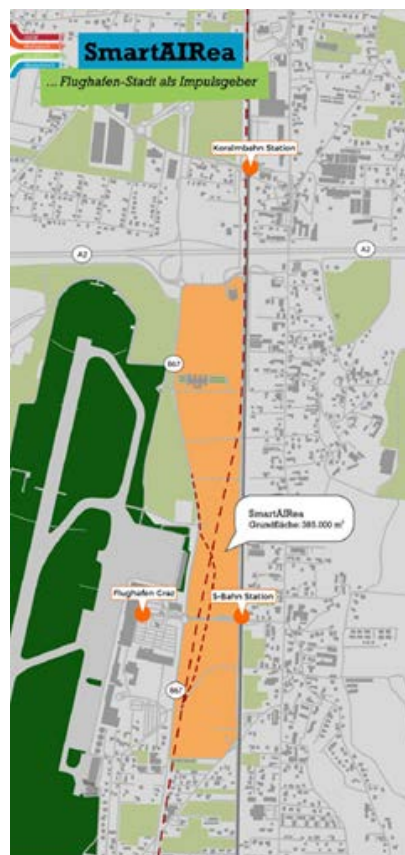 SmartAIRea
...Flughafen-Stadt als Impulsgeber
Koralmbahn Station
A2
A2
B67
SmartAIRea
Grundfläche: 385.000 m²
Flughafen Graz
S-Bahn Station
B67